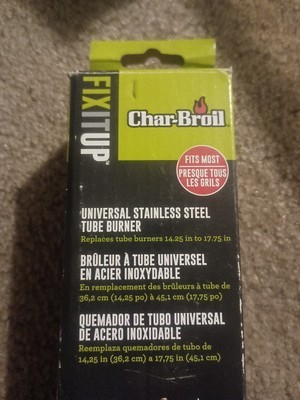 FIXITUP
Char-Broil
FITS MOST
PRESQUE TOUS
LES GRILS
UNIVERSAL STAINLESS STEEL
TUBE BURNER
Replaces tube burners 14.25 in to 17.75 in
BRÛLEUR À TUBE UNIVERSEL
EN ACIER INOXYDABLE
En remplacement des brûleurs à tube de
36,2 cm (14,25 po) à 45,1 cm (17,75 po)
QUEMADOR DE TUBO UNIVERSAL
DE ACERO INOXIDABLE
Reemplaza quemadores de tubo de
14,25 in (36,2 cm) a 17,75 in (45,1 cm)